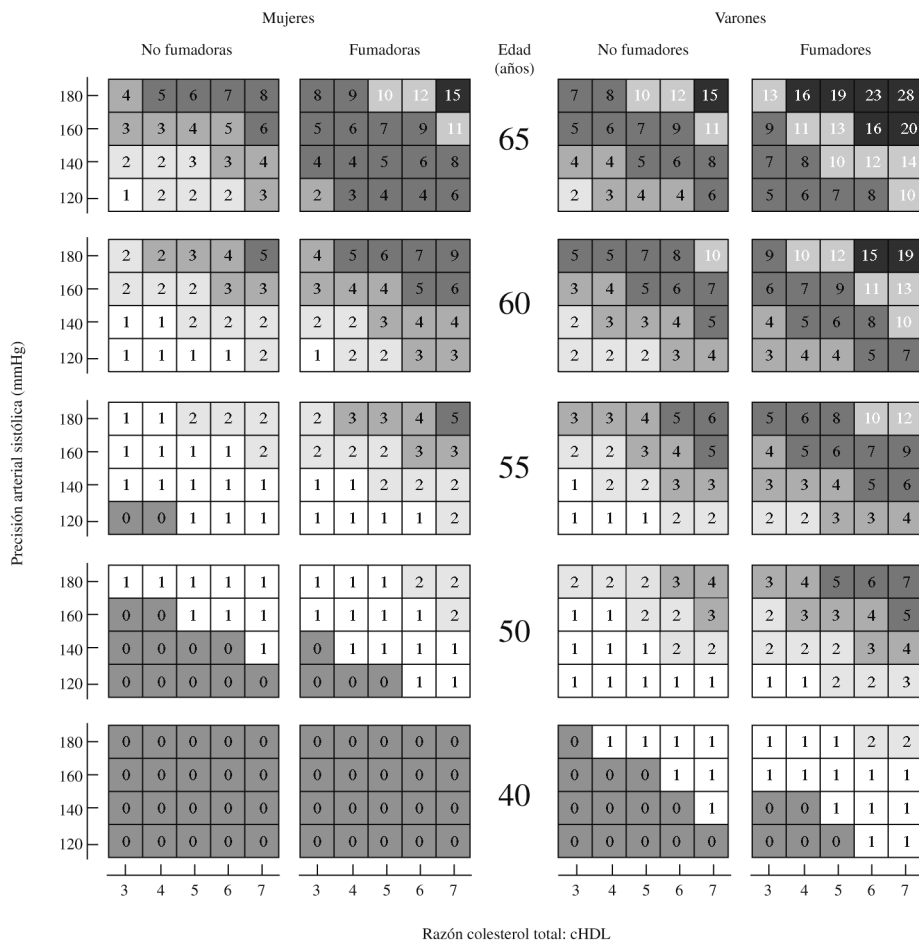 Mujeres Varones
No fumadoras Fumadoras Edad (años) No fumadores Fumadores
180 4 5 6 7 8 8 9 10 12 15 7 8 10 12 15 13 16 19 23 28
160 3 3 4 5 6 5 6 7 9 11 65 5 6 7 9 11 9 11 13 16 20
140 2 2 3 3 4 4 4 5 6 8 4 4 5 6 8 7 8 10 12 14
120 1 2 2 2 3 2 3 4 4 6 2 3 4 4 6 5 6 7 8 10
180 2 2 3 4 5 4 5 6 7 9 5 5 7 8 10 9 10 12 15 19
160 2 2 2 3 3 3 4 4 5 6 60 3 4 5 6 7 6 7 9 11 13
140 1 1 2 2 2 2 2 3 4 4 2 3 3 4 5 4 5 6 8 10
120 1 1 1 1 2 1 2 2 3 3 2 2 2 3 4 3 4 4 5 7
Precisión arterial sistólica (mmHg)
180 1 1 2 2 2 2 3 3 4 5 3 3 4 5 6 5 6 8 10 12
160 1 1 1 1 2 2 2 2 3 3 55 2 2 3 4 5 4 5 6 7 9
140 1 1 1 1 1 1 1 2 2 2 1 2 2 3 3 3 3 4 5 6
120 0 0 1 1 1 1 1 1 1 2 1 1 1 2 2 2 2 3 3 4
180 1 1 1 1 1 1 1 1 2 2 2 2 2 3 4 3 4 5 6 7
160 0 0 1 1 1 1 1 1 1 2 50 1 1 2 2 3 2 3 3 4 5
140 0 0 0 0 1 0 1 1 1 1 1 1 1 2 2 2 2 2 3 4
120 0 0 0 0 0 0 0 0 1 1 1 1 1 1 1 1 1 2 2 3
180 0 0 0 0 0 0 0 0 0 0 0 1 1 1 1 1 1 1 2 2
160 0 0 0 0 0 0 0 0 0 0 40 0 0 0 1 1 1 1 1 1 1
140 0 0 0 0 0 0 0 0 0 0 0 0 0 0 1 0 0 1 1 1
120 0 0 0 0 0 0 0 0 0 0 0 0 0 0 0 0 0 0 1 1
3 4 5 6 7 3 4 5 6 7 3 4 5 6 7 3 4 5 6 7
Razón colesterol total: cHDL